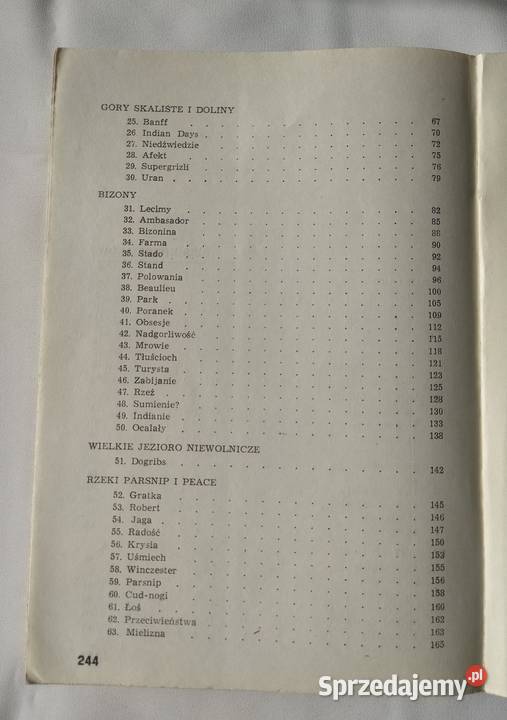 GÓRY SKALISTE I DOLINY
25. Banff . . . . . . . . . . . . 67
26 Indian Days . . . . . . . . . . . . 70
27. Niedźwiedzie . . . . . . . . . . . . 72
28. Afekt . . . . . . . . . . . . 75
29. Supergrizli . . . . . . . . . . . . 76
30. Uran . . . . . . . . . . . . 79
BIZONY
31. Lecimy . . . . . . . . . . . . 82
32. Ambasador . . . . . . . . . . . . 85
33. Bizonina . . . . . . . . . . . . 88
34. Farma . . . . . . . . . . . . 90
35. Stado . . . . . . . . . . . . 92
36. Stand . . . . . . . . . . . . 94
37. Polowania . . . . . . . . . . . . 96
38. Beaulieu . . . . . . . . . . . . 100
39. Park . . . . . . . . . . . . 105
40. Poranek . . . . . . . . . . . . 109
41. Obsesje . . . . . . . . . . . . 112
42. Nadgorliwość . . . . . . . . . . . . 115
43. Mrowie . . . . . . . . . . . . 118
44. Tłuścioch . . . . . . . . . . . . 121
45. Turysta . . . . . . . . . . . . 123
46. Zabijanie . . . . . . . . . . . . 125
47. Rzeź . . . . . . . . . . . . 128
48. Sumienie? . . . . . . . . . . . . 130
49. Indianie . . . . . . . . . . . . 133
50. Ocalały . . . . . . . . . . . . 138
WIELKIE JEZIORO NIEWOLNICZE
51. Dogribs . . . . . . . . . . . . 142
RZEKI PARSNIP I PEACE
52. Gratka . . . . . . . . . . . . 145
53. Robert . . . . . . . . . . . . 146
54. Jaga . . . . . . . . . . . . 147
55. Radość . . . . . . . . . . . . 150
56. Krysia . . . . . . . . . . . . 153
57. Uśmiech . . . . . . . . . . . . 155
58. Winczester . . . . . . . . . . . . 156
59. Parsnip . . . . . . . . . . . . 158
60. Cud-nogi . . . . . . . . . . . . 160
61. Łoś . . . . . . . . . . . . 162
62. Przeciwieństwa . . . . . . . . . . . . 163
63. Mielizna . . . . . . . . . . . . 165
244
Sprzedajemy.pl